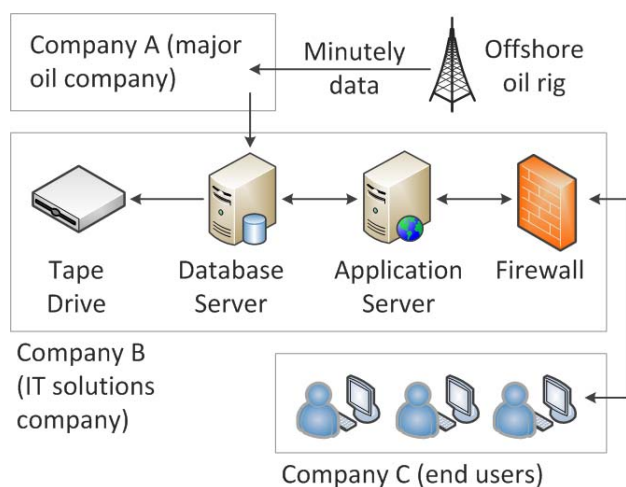 Company A (major
oil company)
Minutely
data
Offshore
oil rig
Tape
Drive
Database
Server
Application
Server
Firewall
Company B
(IT solutions
company)
Company C (end users)